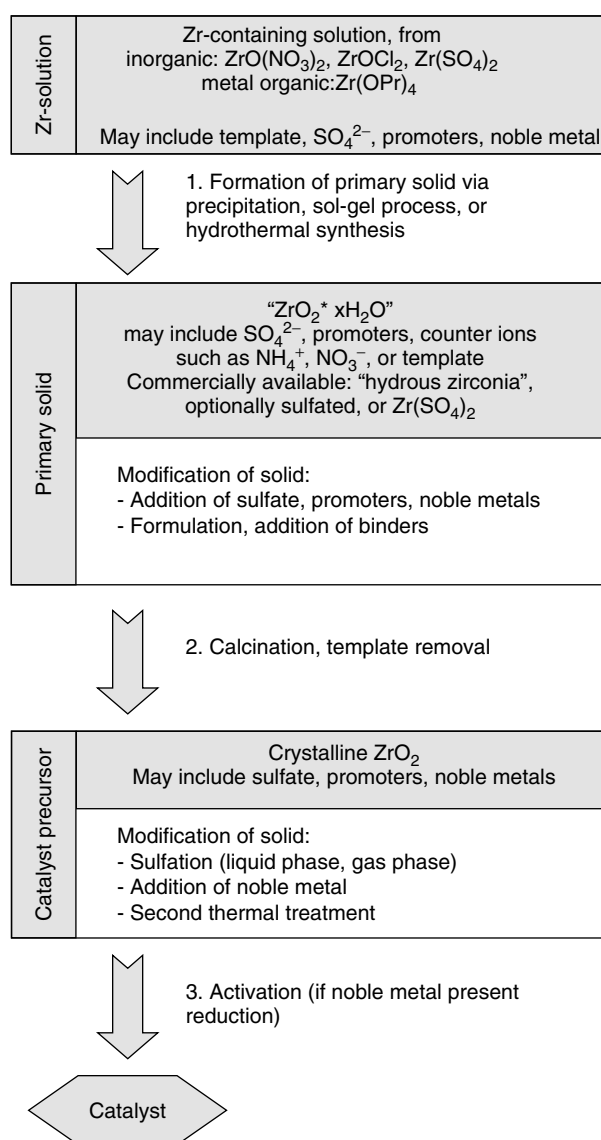 Zr-solution
Zr-containing solution, from
inorganic: ZrO(NO₃)₂, ZrOCl₂, Zr(SO₄)₂
metal organic:Zr(OPr)₄
May include template, SO₄²⁻, promoters, noble metal
1. Formation of primary solid via
precipitation, sol-gel process, or
hydrothermal synthesis
Primary solid
“ZrO₂* xH₂O”
may include SO₄²⁻, promoters, counter ions
such as NH₄⁺, NO₃⁻, or template
Commercially available: “hydrous zirconia”,
optionally sulfated, or Zr(SO₄)₂
Modification of solid:
- Addition of sulfate, promoters, noble metals
- Formulation, addition of binders
2. Calcination, template removal
Catalyst precursor
Crystalline ZrO₂
May include sulfate, promoters, noble metals
Modification of solid:
- Sulfation (liquid phase, gas phase)
- Addition of noble metal
- Second thermal treatment
3. Activation (if noble metal present
reduction)
Catalyst